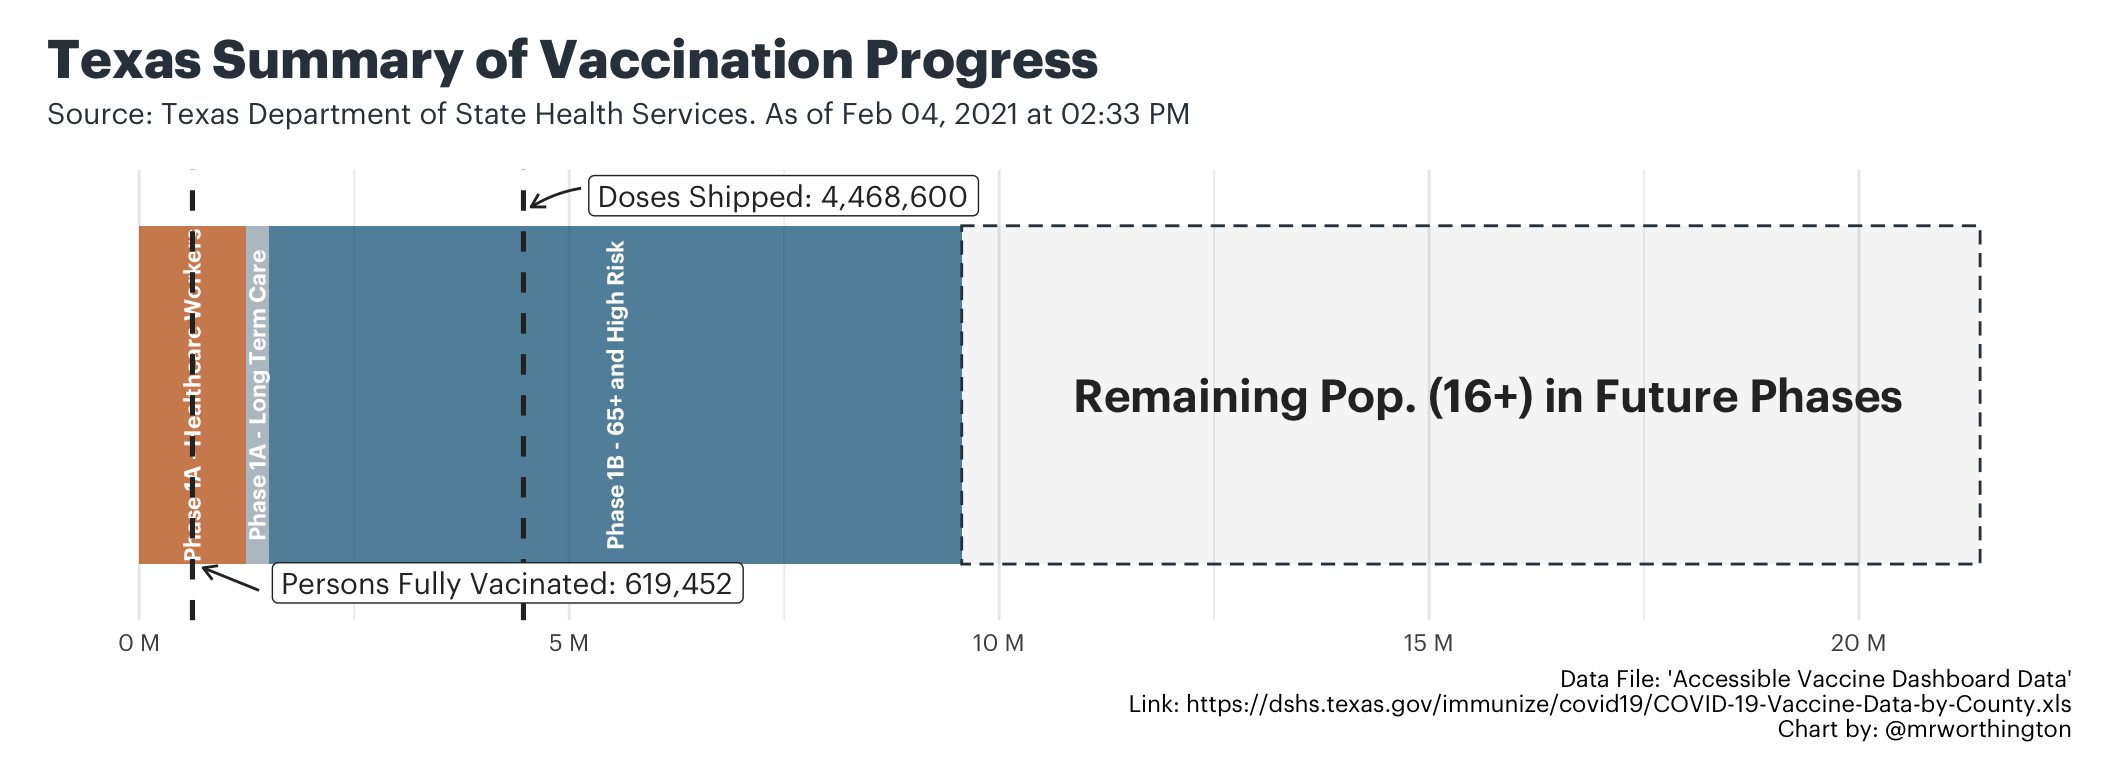 Texas Summary of Vaccination Progress
Source: Texas Department of State Health Services. As of Feb 04, 2021 at 02:33 PM
Doses Shipped: 4,468,600
Phase 1A - Healthcare Workers
Phase 1A - Long Term Care
Phase 1B - 65+ and High Risk
Remaining Pop. (16+) in Future Phases
Persons Fully Vacinated: 619,452
0 M
5 M
10 M
15 M
20 M
Data File: 'Accessible Vaccine Dashboard Data'
Link: https://dshs.texas.gov/immunize/covid19/COVID-19-Vaccine-Data-by-County.xls
Chart by: @mrworthington